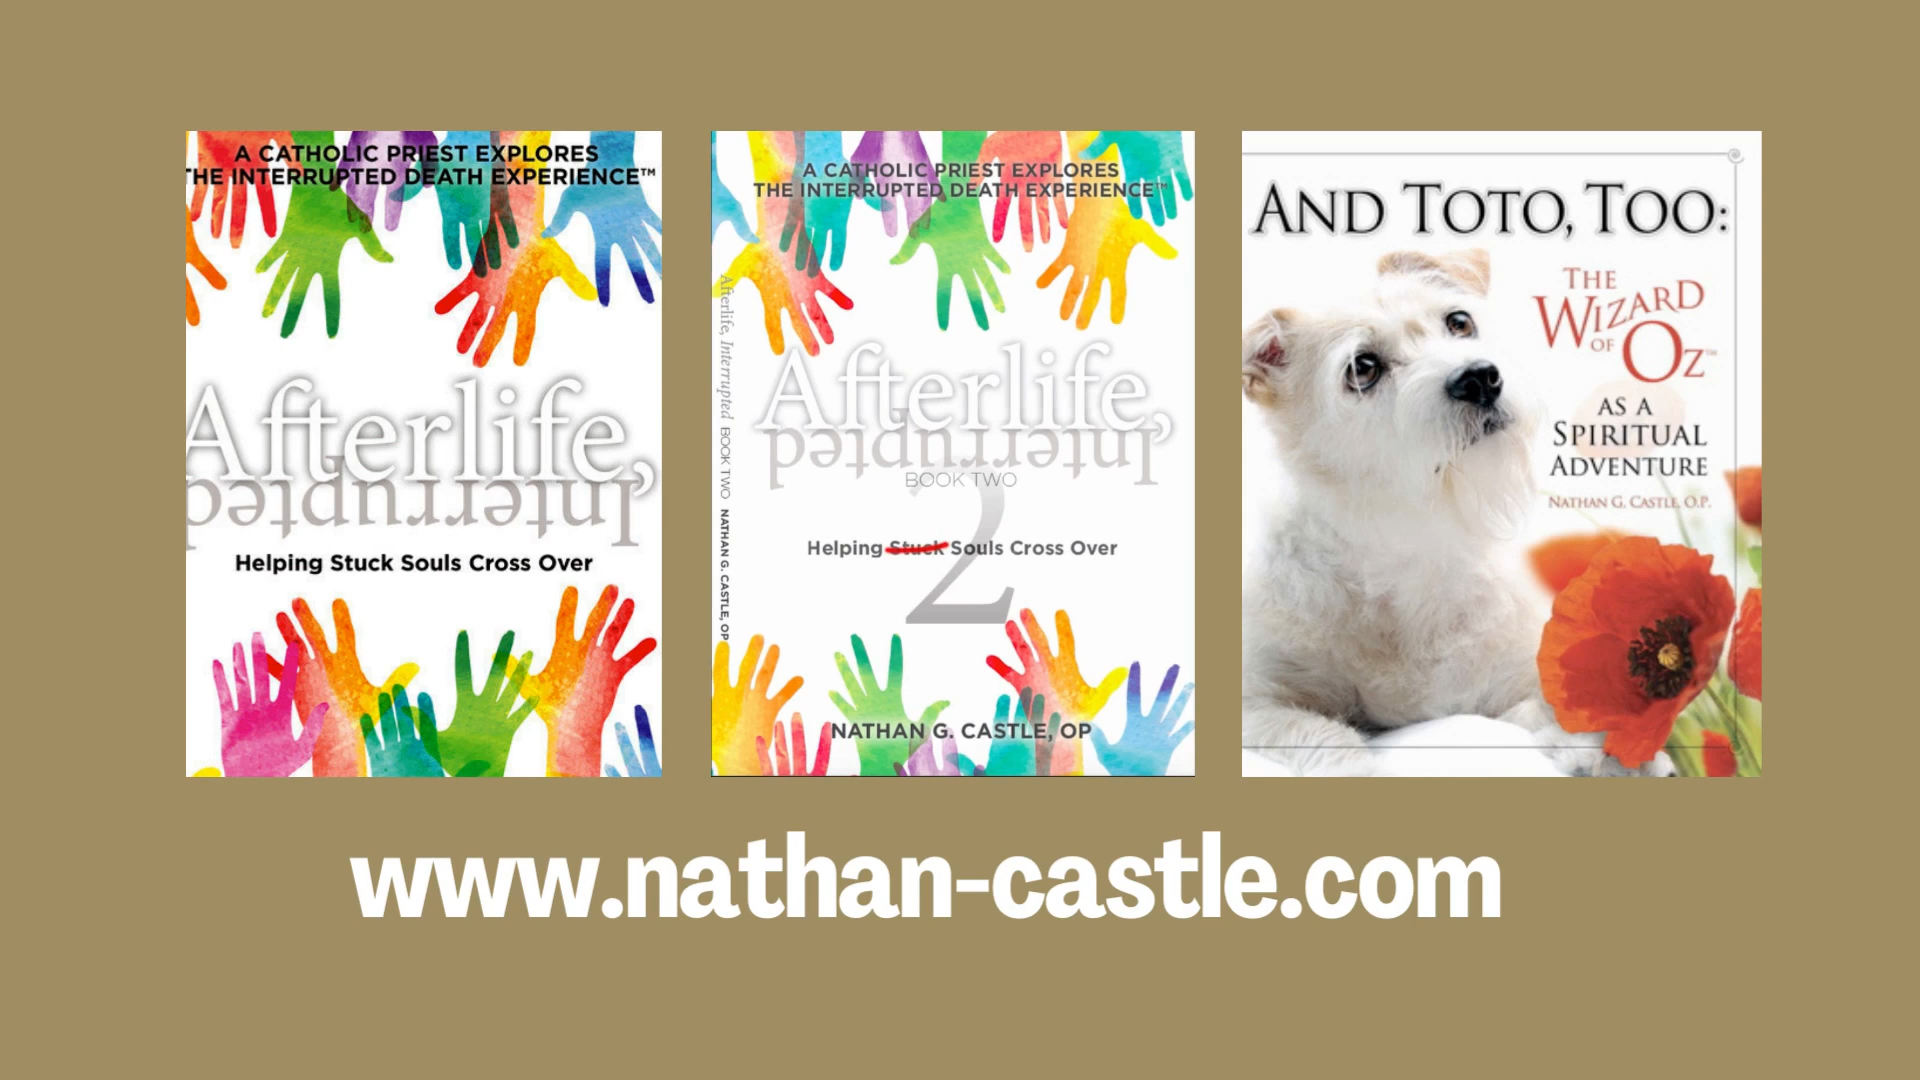 A CATHOLIC PRIEST EXPLORES
THE INTERRUPTED DEATH EXPERIENCE™
Afterlife,
Interrupted
Helping Stuck Souls Cross Over
Afterlife, Interrupted BOOK TWO NATHAN G. CASTLE, OP
A CATHOLIC PRIEST EXPLORES
THE INTERRUPTED DEATH EXPERIENCE™
Afterlife,
Interrupted
BOOK TWO
2
Helping Stuck Souls Cross Over
NATHAN G. CASTLE, OP
AND TOTO, TOO:
THE
WIZARD
OF OZ™
AS A
SPIRITUAL
ADVENTURE
NATHAN G. CASTLE, O.P.
www.nathan-castle.com